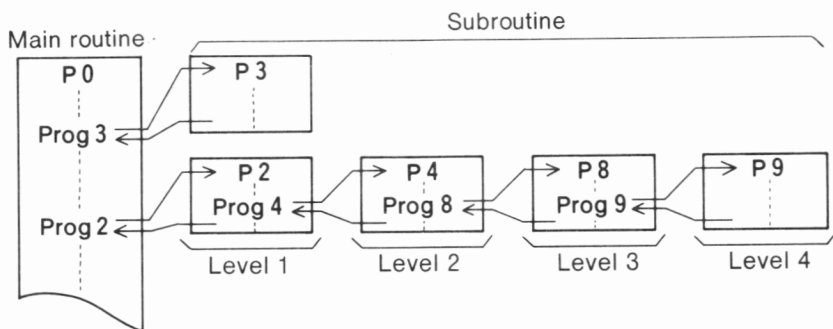 Subroutine
Main routine
P0
P3
Prog 3
P2
P4
P8
P9
Prog 4
Prog 8
Prog 9
Prog 2
Level 1
Level 2
Level 3
Level 4